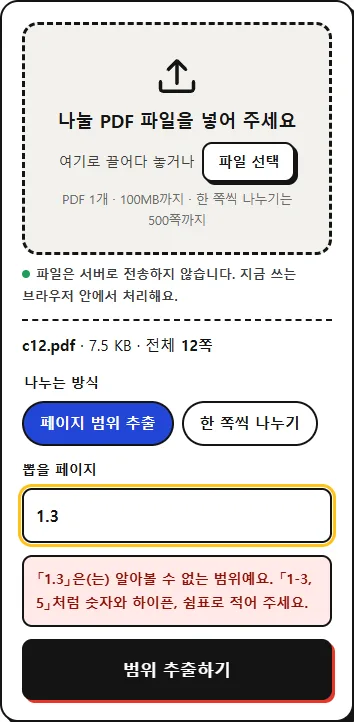 나눌 PDF 파일을 넣어 주세요
여기로 끌어다 놓거나 파일 선택
PDF 1개 · 100MB까지 · 한 쪽씩 나누기는
500쪽까지
파일은 서버로 전송하지 않습니다. 지금 쓰는
브라우저 안에서 처리해요.
c12.pdf · 7.5 KB · 전체 12쪽
나누는 방식
페이지 범위 추출 한 쪽씩 나누기
뽑을 페이지
1.3
「1.3」은(는) 알아볼 수 없는 범위예요. 「1-3,
5」처럼 숫자와 하이픈, 쉼표로 적어 주세요.
범위 추출하기